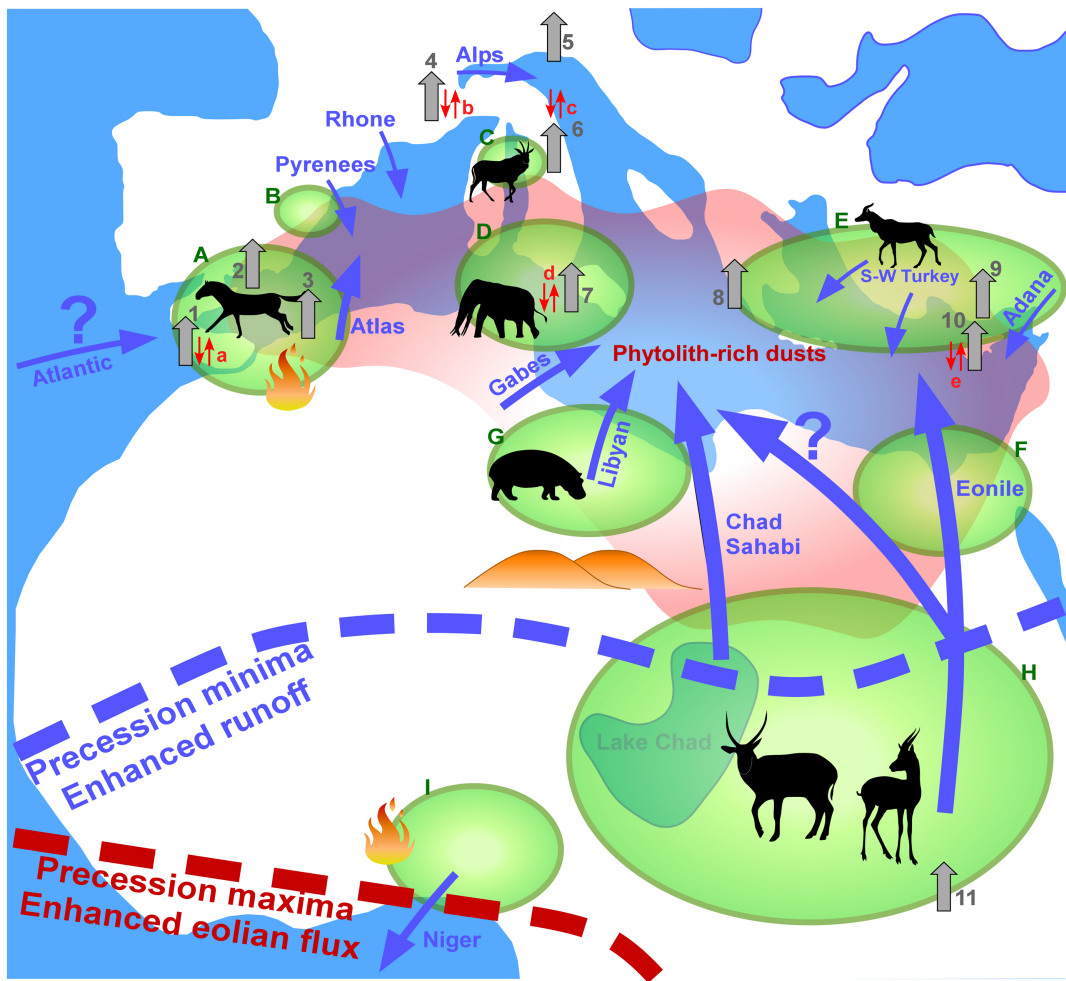 5
Alps
4
b
c
6
Rhone
C
Pyrenees
B
E
D
A
2
S-W Turkey
9
3
d
8
7
?
1
10
Adana
a
Atlas
Atlantic
Phytolith-rich dusts
e
Gabes
?
G
Libyan
F
Eonile
Chad
Sahabi
H
Precession minima
Enhanced runoff
Lake Chad
I
Precession maxima
Enhanced eolian flux
11
Niger